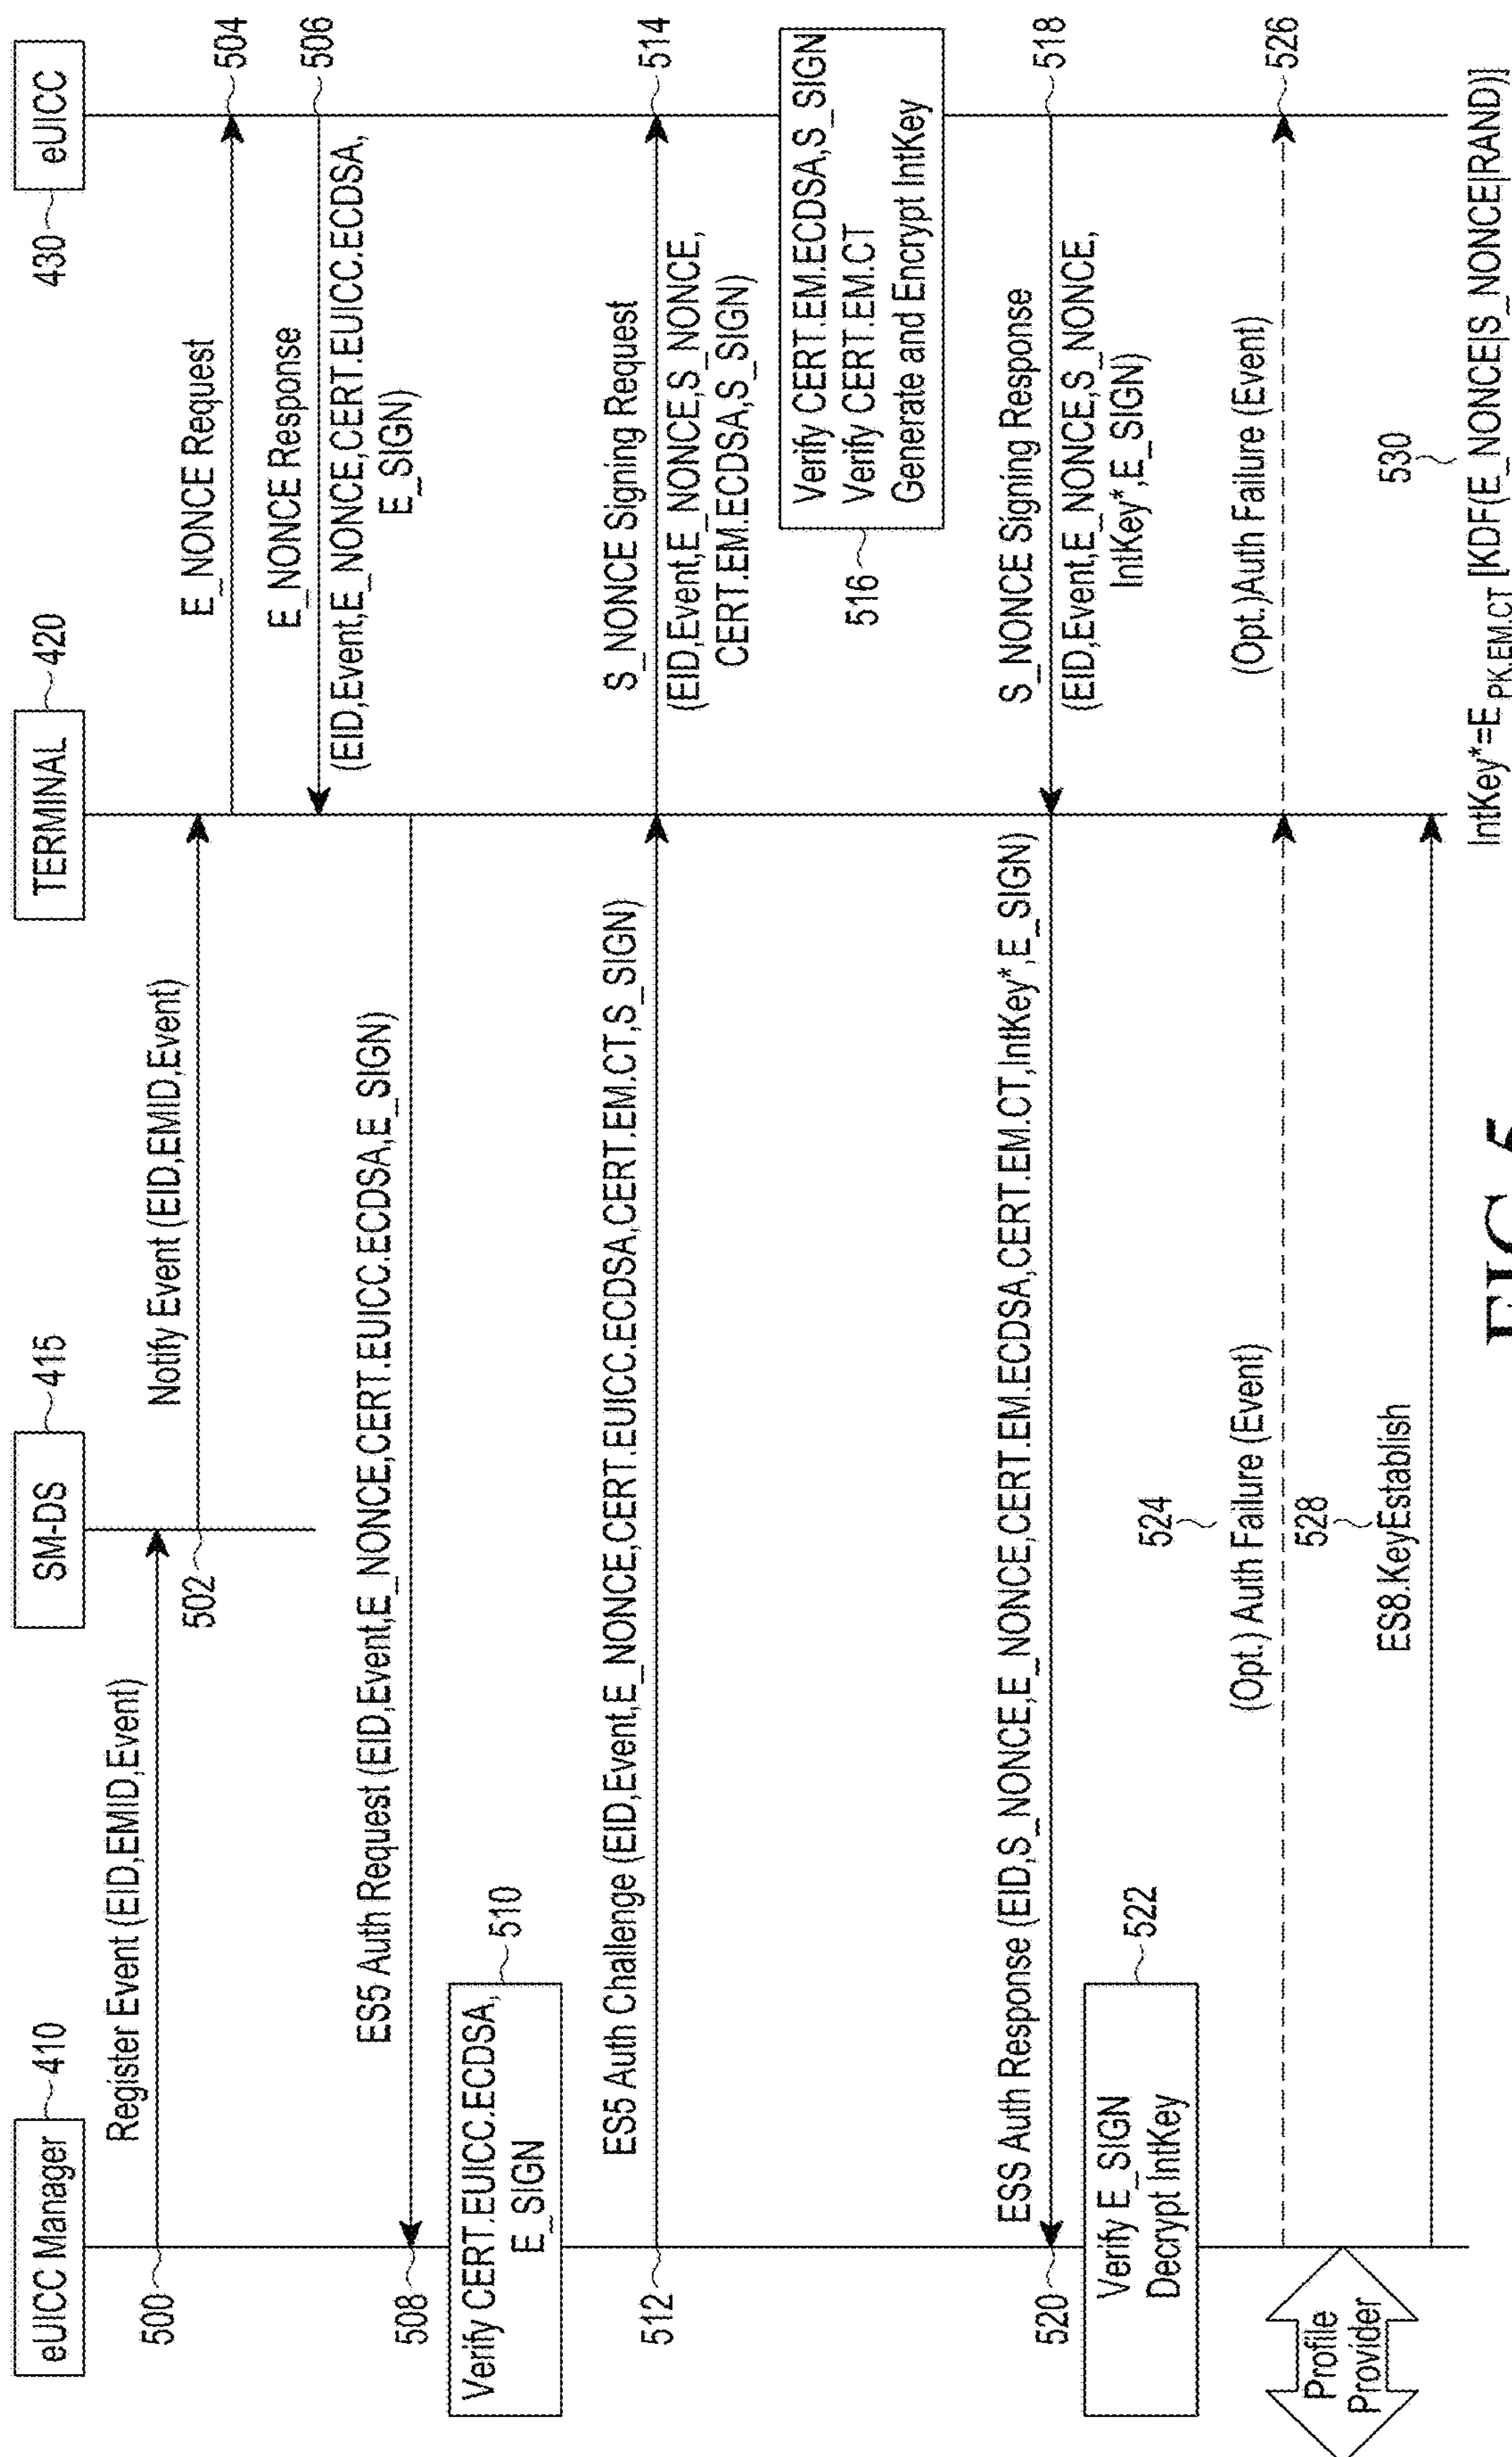 eUICC Manager
410
SM-DS
415
TERMINAL
420
430
eUICC
Register Event (EID,EMID,Event)
500
Notify Event (EID,EMID,Event)
502
E_NONCE Request
504
E_NONCE Response
506
(EID,Event,E_NONCE,CERT.EUICC.ECDSA,
E_SIGN)
ES5 Auth Request (EID,Event,E_NONCE,CERT.EUICC.ECDSA,E_SIGN)
508
Verify CERT.EUICC.ECDSA,
E_SIGN
510
ES5 Auth Challenge (EID,Event,E_NONCE,CERT.EUICC.ECDSA,CERT.EM.CT,S_SIGN)
512
S_NONCE Signing Request
514
(EID,Event,E_NONCE,S_NONCE,
CERT.EM.ECDSA,S_SIGN)
516
Verify CERT.EM.ECDSA,S_SIGN
Verify CERT.EM.CT
Generate and Encrypt IntKey
S_NONCE Signing Response
518
(EID,Event,E_NONCE,S_NONCE,
IntKey*,E_SIGN)
ESS Auth Response (EID,S_NONCE,E_NONCE,CERT.EM.ECDSA,CERT.EM.CT,IntKey*,E_SIGN)
520
Verify E_SIGN
Decrypt IntKey
522
524
(Opt.) Auth Failure (Event)
(Opt.)Auth Failure (Event)
526
Profile
Provider
528
ES8.KeyEstablish
530
IntKey*=E PK.EM.CT [KDF(E_NONCE|S_NONCE|RAND)]
FIG.5